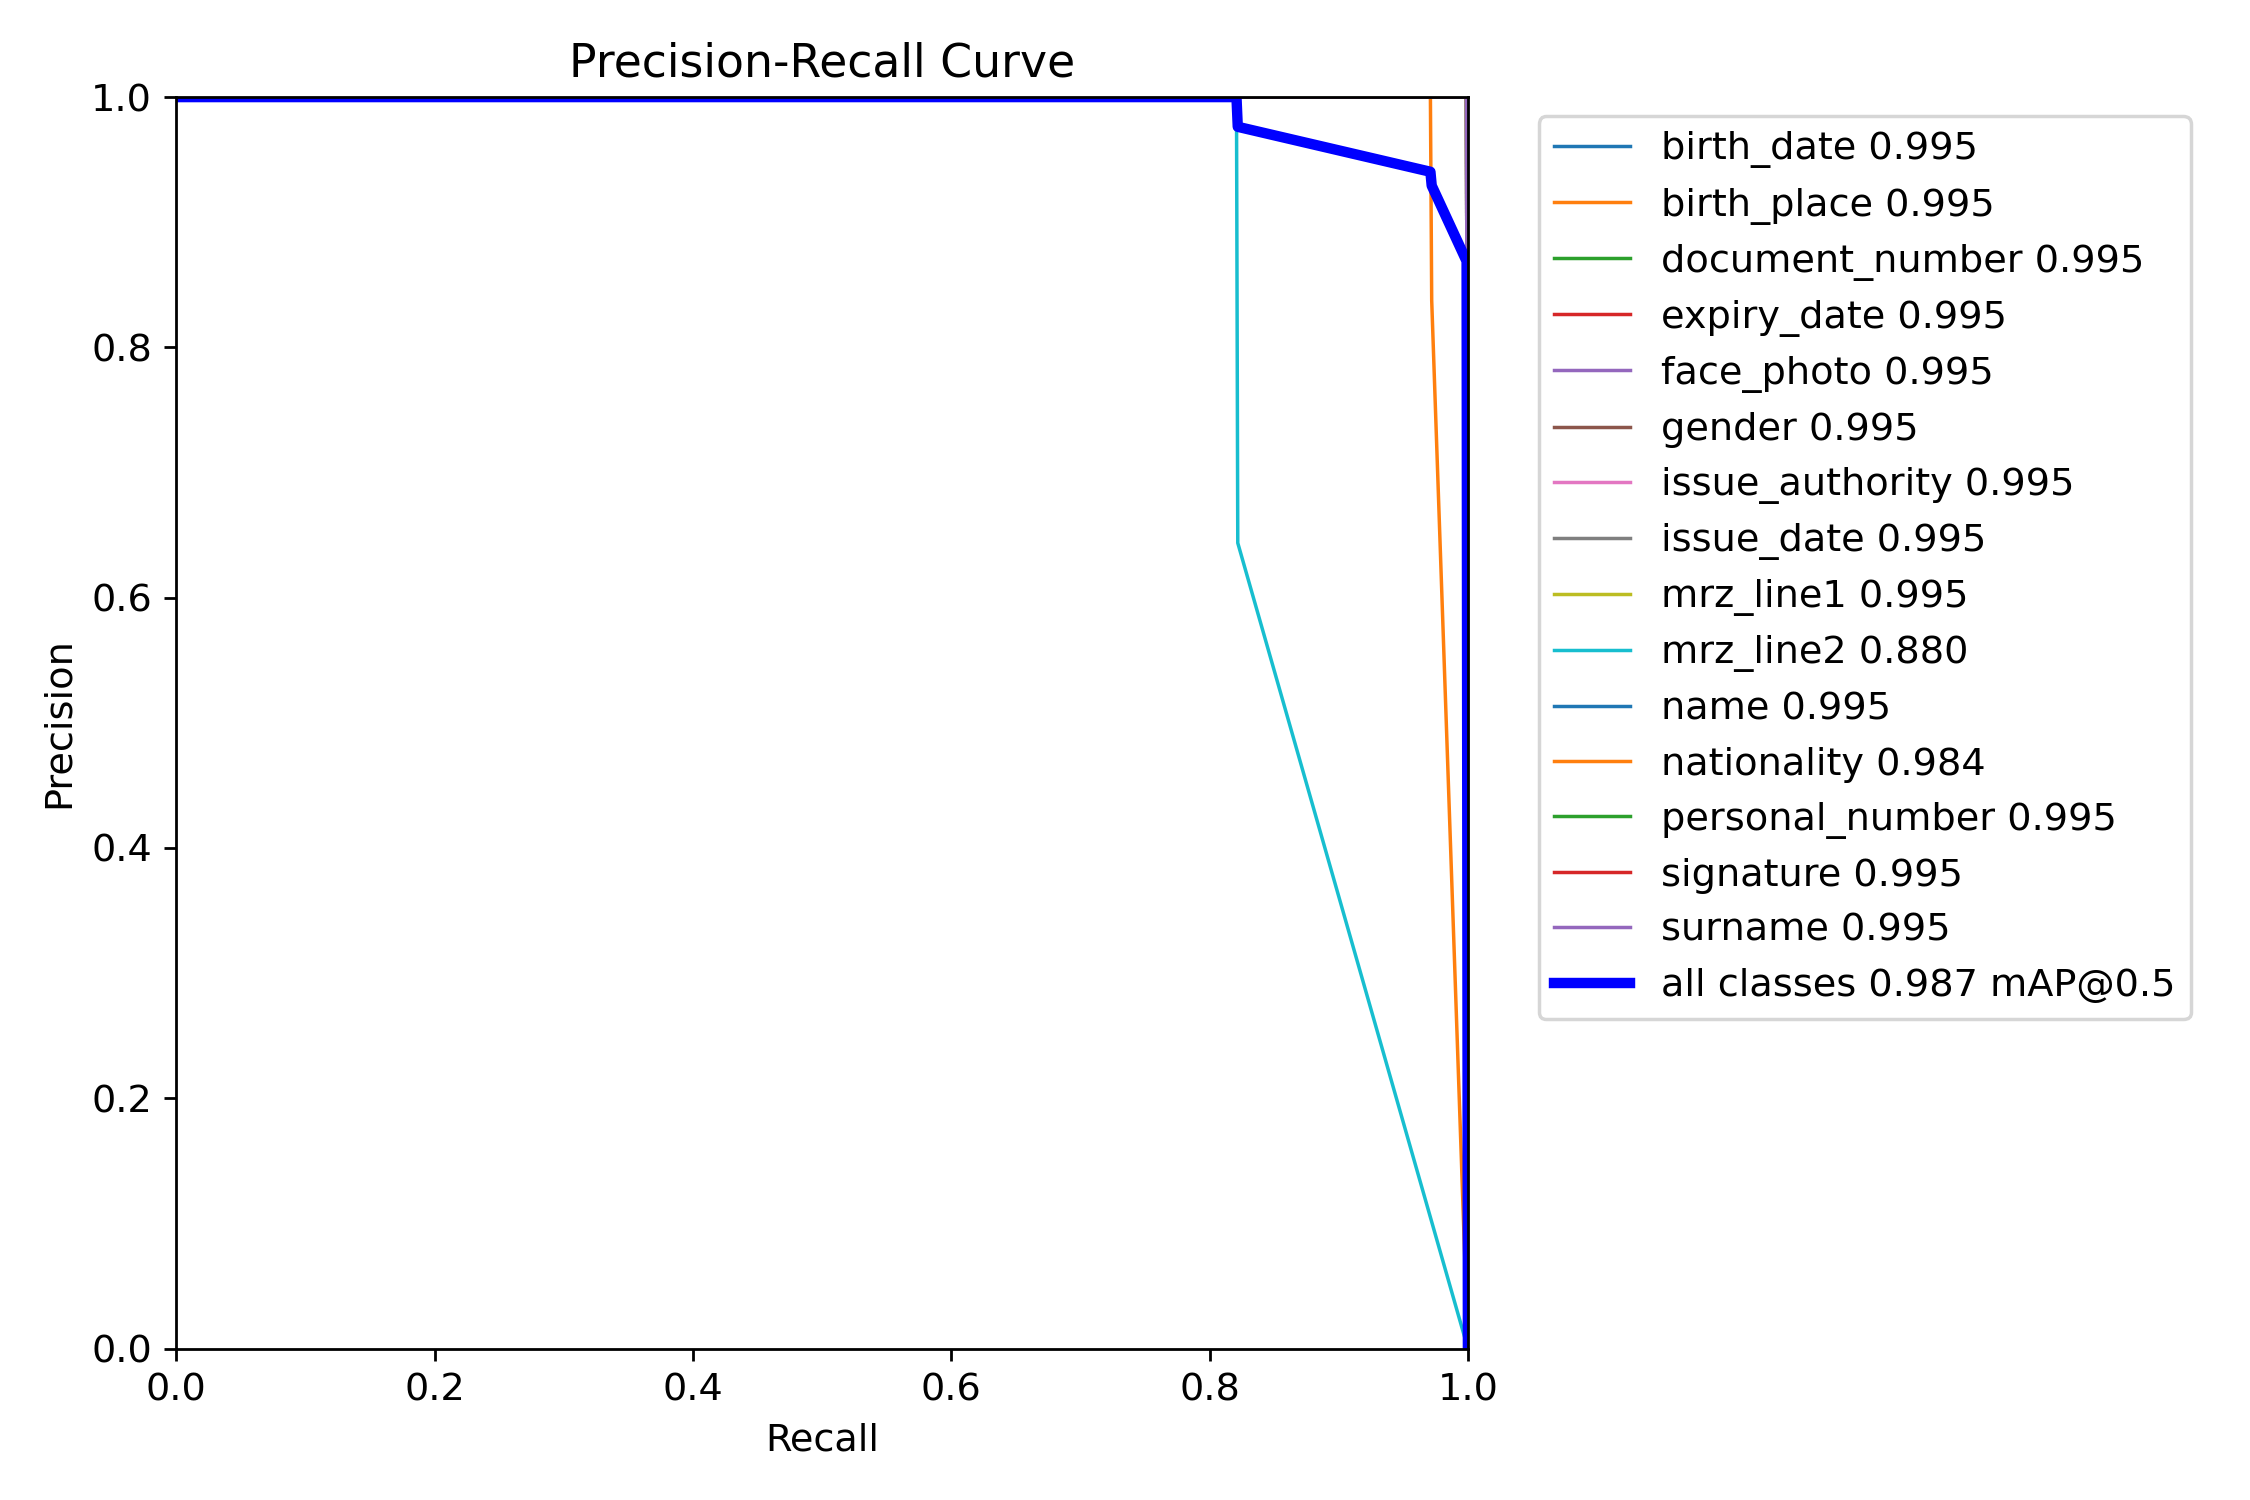 Precision-Recall Curve
1.0
0.8
0.6
0.4
0.2
0.0
Precision
0.0 0.2 0.4 0.6 0.8 1.0
Recall
birth_date 0.995
birth_place 0.995
document_number 0.995
expiry_date 0.995
face_photo 0.995
gender 0.995
issue_authority 0.995
issue_date 0.995
mrz_line1 0.995
mrz_line2 0.880
name 0.995
nationality 0.984
personal_number 0.995
signature 0.995
surname 0.995
all classes 0.987 mAP@0.5